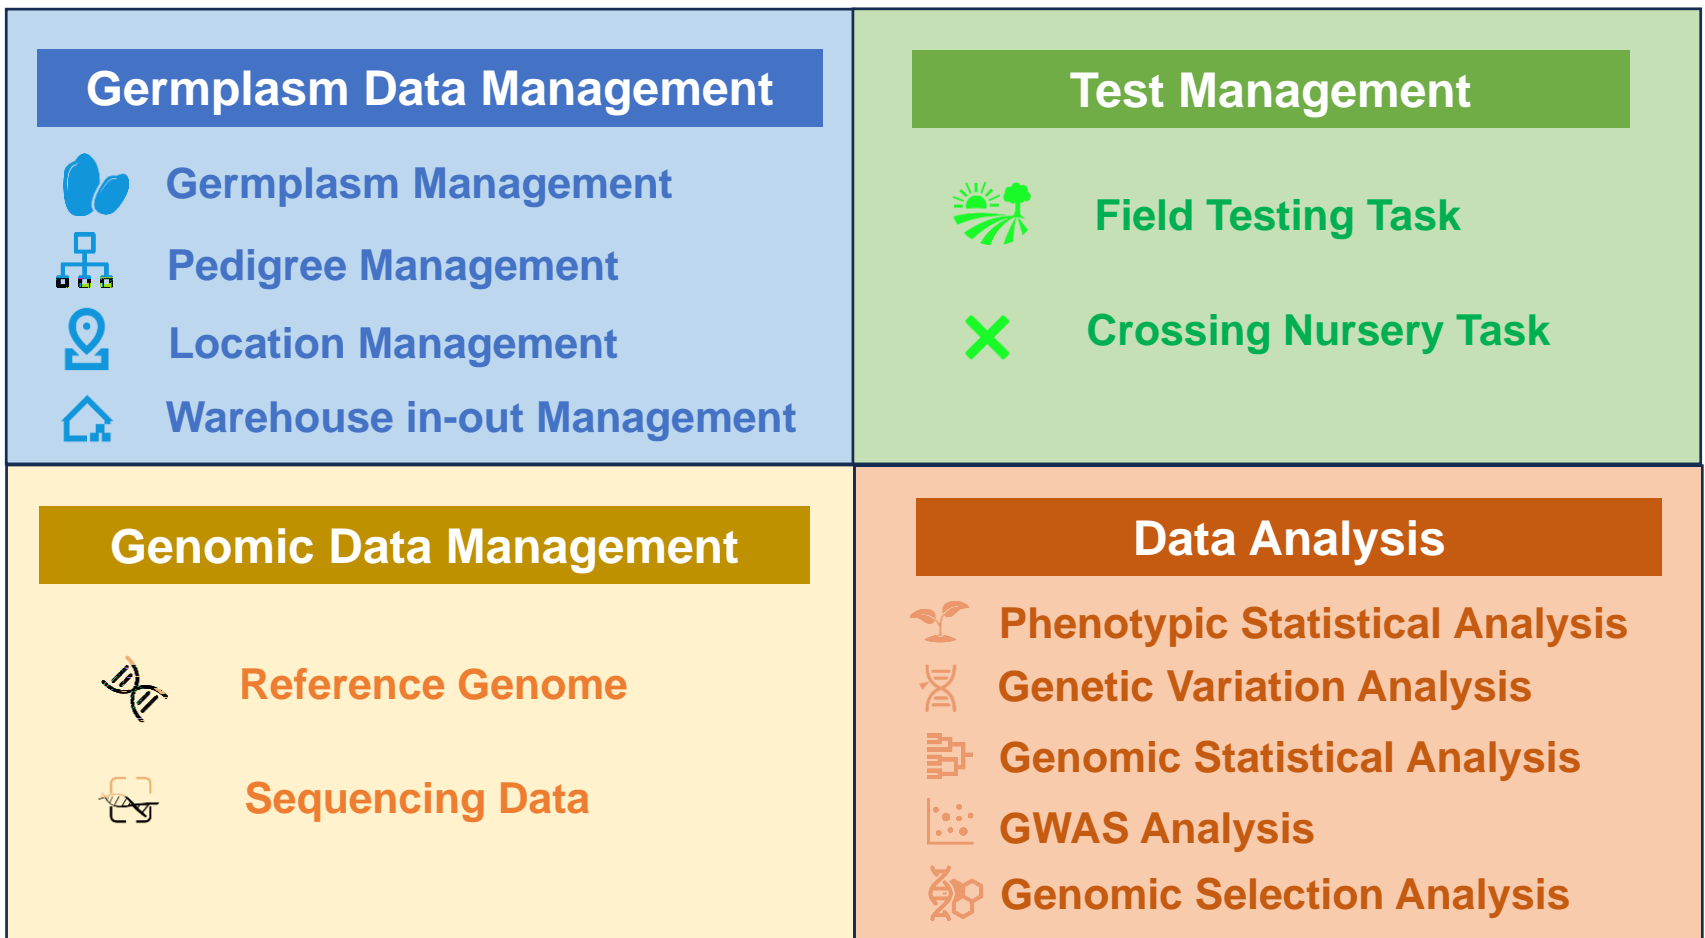 Germplasm Data Management
Germplasm Management
Pedigree Management
Location Management
Warehouse in-out Management
Test Management
Field Testing Task
Crossing Nursery Task
Genomic Data Management
Reference Genome
Sequencing Data
Data Analysis
Phenotypic Statistical Analysis
Genetic Variation Analysis
Genomic Statistical Analysis
GWAS Analysis
Genomic Selection Analysis